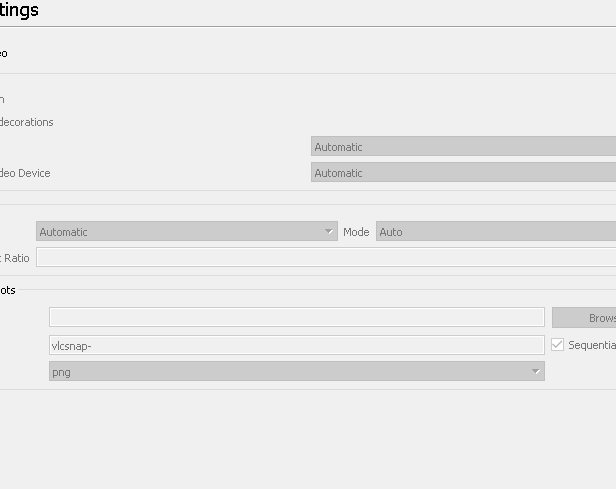 tings
eo
n
decorations
Automatic
deo Device Automatic
Automatic Mode Auto
t Ratio
ots
Brows
vlcsnap- Sequentia
png